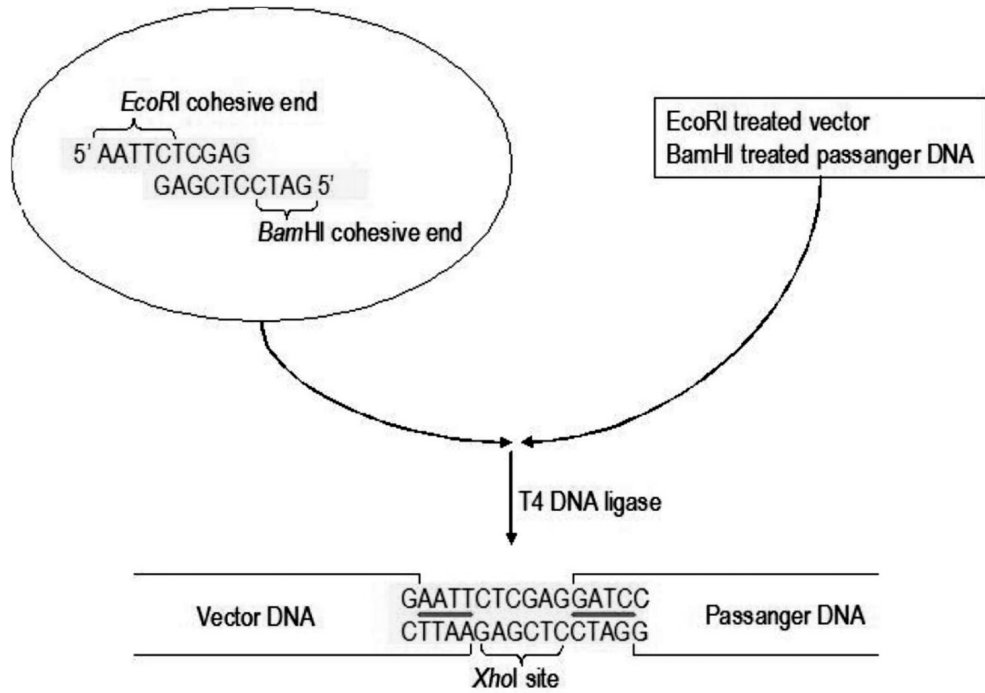 EcoRI cohesive end
5' AATTCTCGAG
GAGCTCCTAG 5'
BamHI cohesive end
EcoRI treated vector
BamHI treated passanger DNA
T4 DNA ligase
Vector DNA
GAATTCTCGAGGATCC
CTTAAGAGCTCCTAGG
Passanger DNA
XhoI site